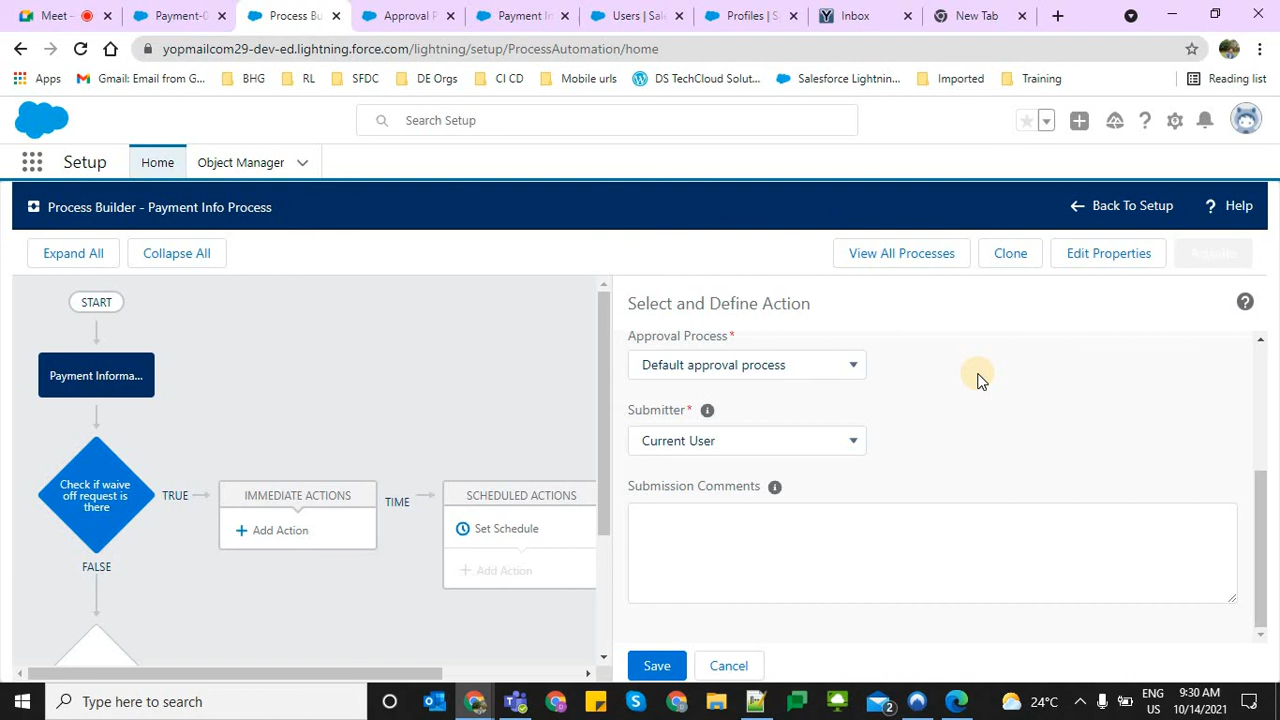 Meet –
Payment-0
Process Bu
Approval P
Payment In
Users | Sal
Profiles | S
Inbox
New Tab
yopmailcom29-dev-ed.lightning.force.com/lightning/setup/ProcessAutomation/home
Apps
Gmail: Email from G...
BHG
RL
SFDC
DE Orgs
CI CD
Mobile urls
DS TechCloud Solut...
Salesforce Lightnin...
Imported
Training
Reading list
Search Setup
Setup
Home
Object Manager
Process Builder - Payment Info Process
Back To Setup
? Help
Expand All
Collapse All
View All Processes
Clone
Edit Properties
Activate
START
Payment Informa...
Check if waive
off request is
there
TRUE
IMMEDIATE ACTIONS
+ Add Action
TIME
SCHEDULED ACTIONS
Set Schedule
+ Add Action
FALSE
Select and Define Action
Approval Process*
Default approval process
Submitter*
Current User
Submission Comments
Save
Cancel
Type here to search
2
24°C
ENG
US
9:30 AM
10/14/2021